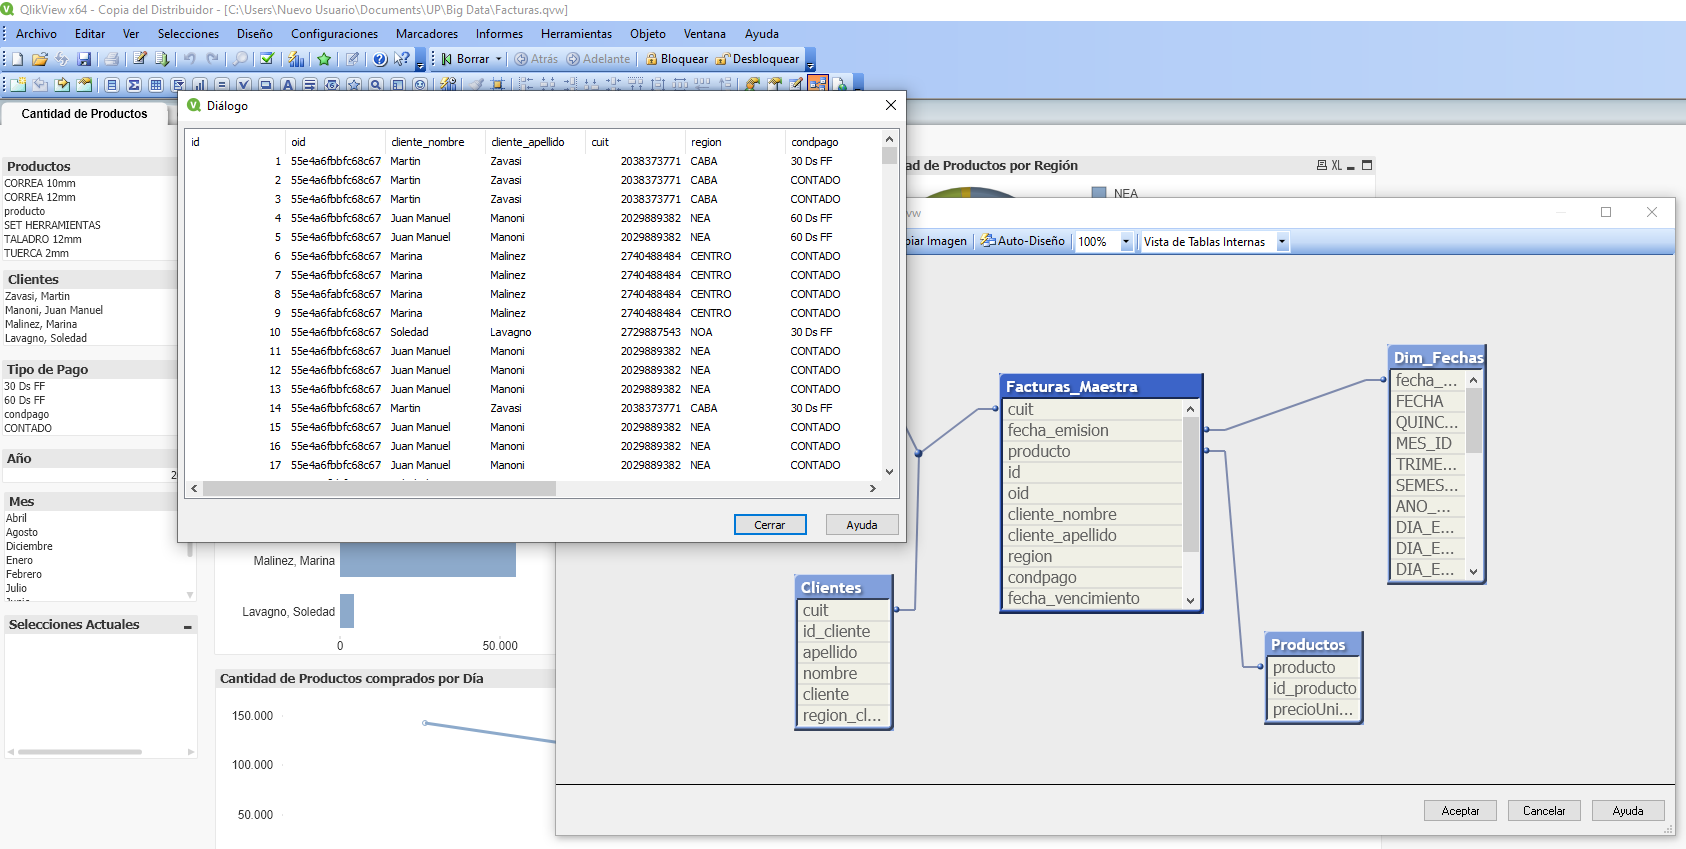 QlikView x64 - Copia del Distribuidor - [C:\Users\Nuevo Usuario\Documents\UP\Big Data\Facturas.qvw]
Archivo Editar Ver Selecciones Diseño Configuraciones Marcadores Informes Herramientas Objeto Ventana Ayuda
Borrar Atrás Adelante Bloquear Desbloquear
Cantidad de Productos
Productos
CORREA 10mm
CORREA 12mm
producto
SET HERRAMIENTAS
TALADRO 12mm
TUERCA 2mm
Clientes
Zavasi, Martin
Manoni, Juan Manuel
Malinez, Marina
Lavagno, Soledad
Tipo de Pago
30 Ds FF
60 Ds FF
condpago
CONTADO
Año
2
Mes
Abril
Agosto
Diciembre
Enero
Febrero
Julio
Selecciones Actuales
Diálogo
id oid cliente_nombre cliente_apellido cuit region condpago
1 55e4a6fbbfc68c67 Martin Zavasi 2038373771 CABA 30 Ds FF
2 55e4a6fbbfc68c67 Martin Zavasi 2038373771 CABA CONTADO
3 55e4a6fbbfc68c67 Martin Zavasi 2038373771 CABA CONTADO
4 55e4a6fbbfc68c67 Juan Manuel Manoni 2029889382 NEA 60 Ds FF
5 55e4a6fbbfc68c67 Juan Manuel Manoni 2029889382 NEA 60 Ds FF
6 55e4a6fbbfc68c67 Marina Malinez 2740488484 CENTRO CONTADO
7 55e4a6fbbfc68c67 Marina Malinez 2740488484 CENTRO CONTADO
8 55e4a6fabfc68c67 Marina Malinez 2740488484 CENTRO CONTADO
9 55e4a6fabfc68c67 Marina Malinez 2740488484 CENTRO CONTADO
10 55e4a6fbbfc68c67 Soledad Lavagno 2729887543 NOA 30 Ds FF
11 55e4a6fbbfc68c67 Juan Manuel Manoni 2029889382 NEA CONTADO
12 55e4a6fbbfc68c67 Juan Manuel Manoni 2029889382 NEA CONTADO
13 55e4a6fbbfc68c67 Juan Manuel Manoni 2029889382 NEA CONTADO
14 55e4a6fbbfc68c67 Martin Zavasi 2038373771 CABA 30 Ds FF
15 55e4a6fbbfc68c67 Juan Manuel Manoni 2029889382 NEA CONTADO
16 55e4a6fbbfc68c67 Juan Manuel Manoni 2029889382 NEA CONTADO
17 55e4a6fbbfc68c67 Juan Manuel Manoni 2029889382 NEA CONTADO
Cerrar Ayuda
Malinez, Marina
Lavagno, Soledad
0 50.000
Cantidad de Productos comprados por Día
150.000
100.000
50.000
ad de Productos por Región XL
NEA
vw
piar Imagen Auto-Diseño 100% Vista de Tablas Internas
Facturas_Maestra
cuit
fecha_emision
producto
id
oid
cliente_nombre
cliente_apellido
region
condpago
fecha_vencimiento
Dim_Fechas
fecha_...
FECHA
QUINC...
MES_ID
TRIME...
SEMES...
ANO_...
DIA_E...
DIA_E...
DIA_E...
Clientes
cuit
id_cliente
apellido
nombre
cliente
region_cl...
Productos
producto
id_producto
precioUni...
Aceptar Cancelar Ayuda